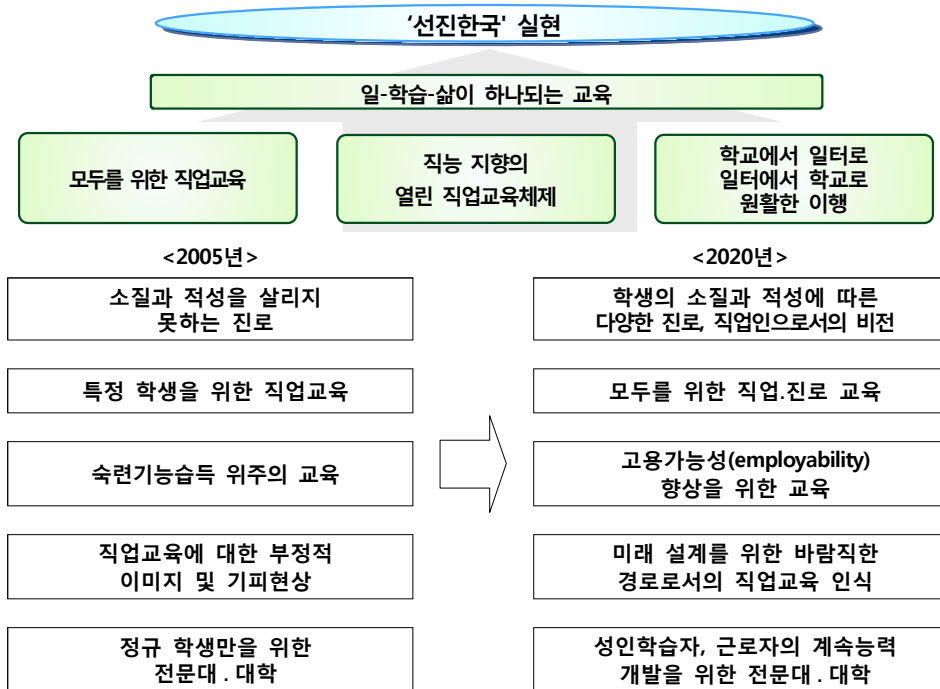 ‘선진한국' 실현
일-학습-삶이 하나되는 교육
모두를 위한 직업교육
직능 지향의
열린 직업교육체제
학교에서 일터로
일터에서 학교로
원활한 이행
<2005년>
<2020년>
소질과 적성을 살리지
못하는 진로
학생의 소질과 적성에 따른
다양한 진로, 직업인으로서의 비전
특정 학생을 위한 직업교육
모두를 위한 직업.진로 교육
숙련기능습득 위주의 교육
고용가능성(employability)
향상을 위한 교육
직업교육에 대한 부정적
이미지 및 기피현상
미래 설계를 위한 바람직한
경로로서의 직업교육 인식
정규 학생만을 위한
전문대 . 대학
성인학습자, 근로자의 계속능력
개발을 위한 전문대 . 대학